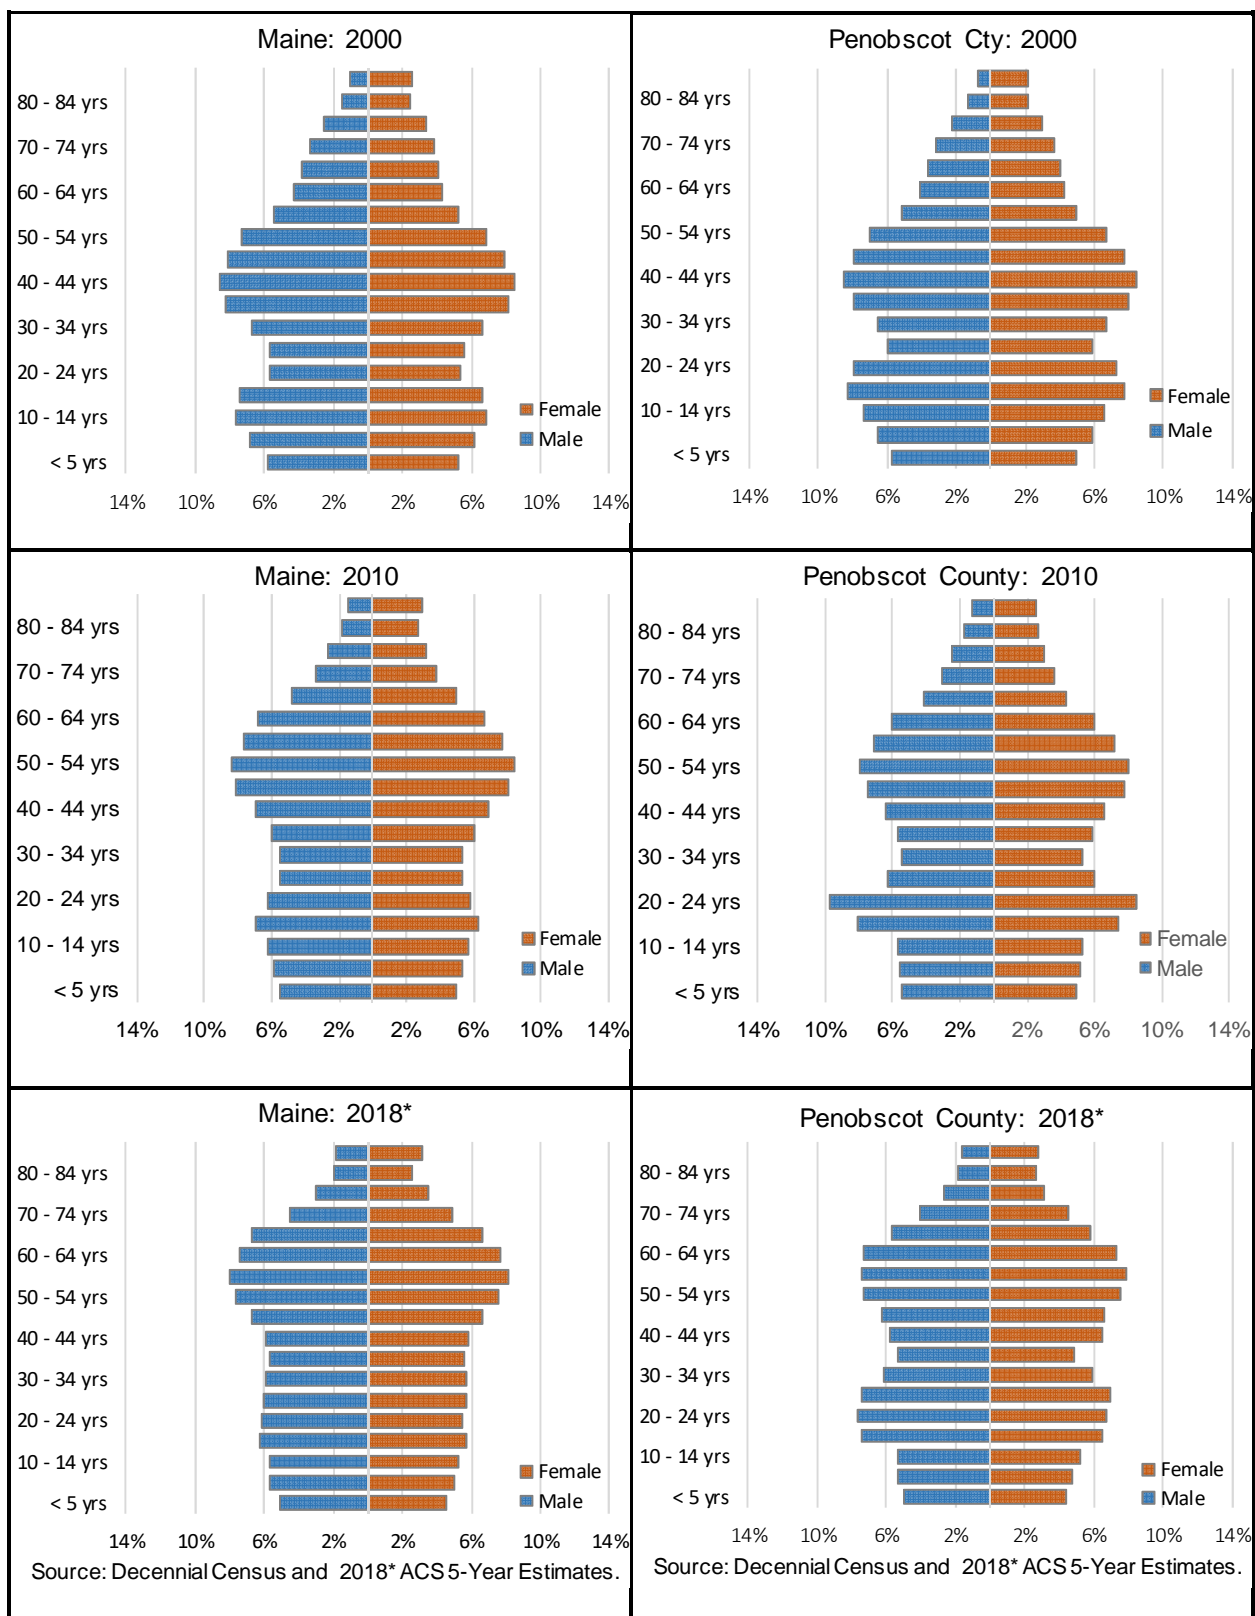 Maine: 2000
80 - 84 yrs
70 - 74 yrs
60 - 64 yrs
50 - 54 yrs
40 - 44 yrs
30 - 34 yrs
20 - 24 yrs
10 - 14 yrs
< 5 yrs
Female
Male
14% 10% 6% 2% 2% 6% 10% 14%
Penobscot Cty: 2000
80 - 84 yrs
70 - 74 yrs
60 - 64 yrs
50 - 54 yrs
40 - 44 yrs
30 - 34 yrs
20 - 24 yrs
10 - 14 yrs
< 5 yrs
Female
Male
14% 10% 6% 2% 2% 6% 10% 14%
Maine: 2010
80 - 84 yrs
70 - 74 yrs
60 - 64 yrs
50 - 54 yrs
40 - 44 yrs
30 - 34 yrs
20 - 24 yrs
10 - 14 yrs
< 5 yrs
Female
Male
14% 10% 6% 2% 2% 6% 10% 14%
Penobscot County: 2010
80 - 84 yrs
70 - 74 yrs
60 - 64 yrs
50 - 54 yrs
40 - 44 yrs
30 - 34 yrs
20 - 24 yrs
10 - 14 yrs
< 5 yrs
Female
Male
14% 10% 6% 2% 2% 6% 10% 14%
Maine: 2018*
80 - 84 yrs
70 - 74 yrs
60 - 64 yrs
50 - 54 yrs
40 - 44 yrs
30 - 34 yrs
20 - 24 yrs
10 - 14 yrs
< 5 yrs
Female
Male
14% 10% 6% 2% 2% 6% 10% 14%
Source: Decennial Census and 2018* ACS 5-Year Estimates.
Penobscot County: 2018*
80 - 84 yrs
70 - 74 yrs
60 - 64 yrs
50 - 54 yrs
40 - 44 yrs
30 - 34 yrs
20 - 24 yrs
10 - 14 yrs
< 5 yrs
Female
Male
14% 10% 6% 2% 2% 6% 10% 14%
Source: Decennial Census and 2018* ACS 5-Year Estimates.